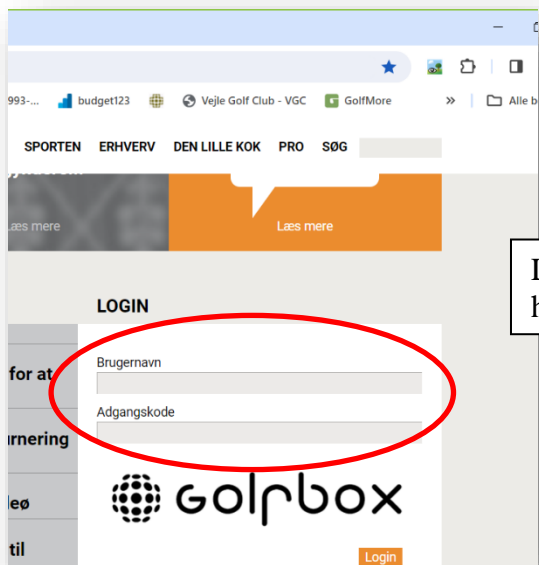 993-... budget123 Vejle Golf Club - VGC GolfMore » Alle b
SPORTEN ERHVERV DEN LILLE KOK PRO SØG
Læs mere Læs mere
LOGIN
Brugernavn
for at
Adgangskode
rnering
GolfBox
leø
til
Login